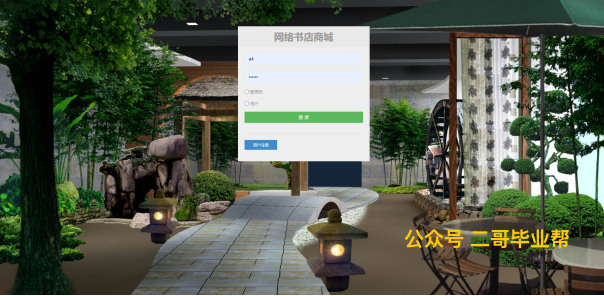 网络书店商城
管理员
用户
登录
用户注册
公众号 二哥毕业帮